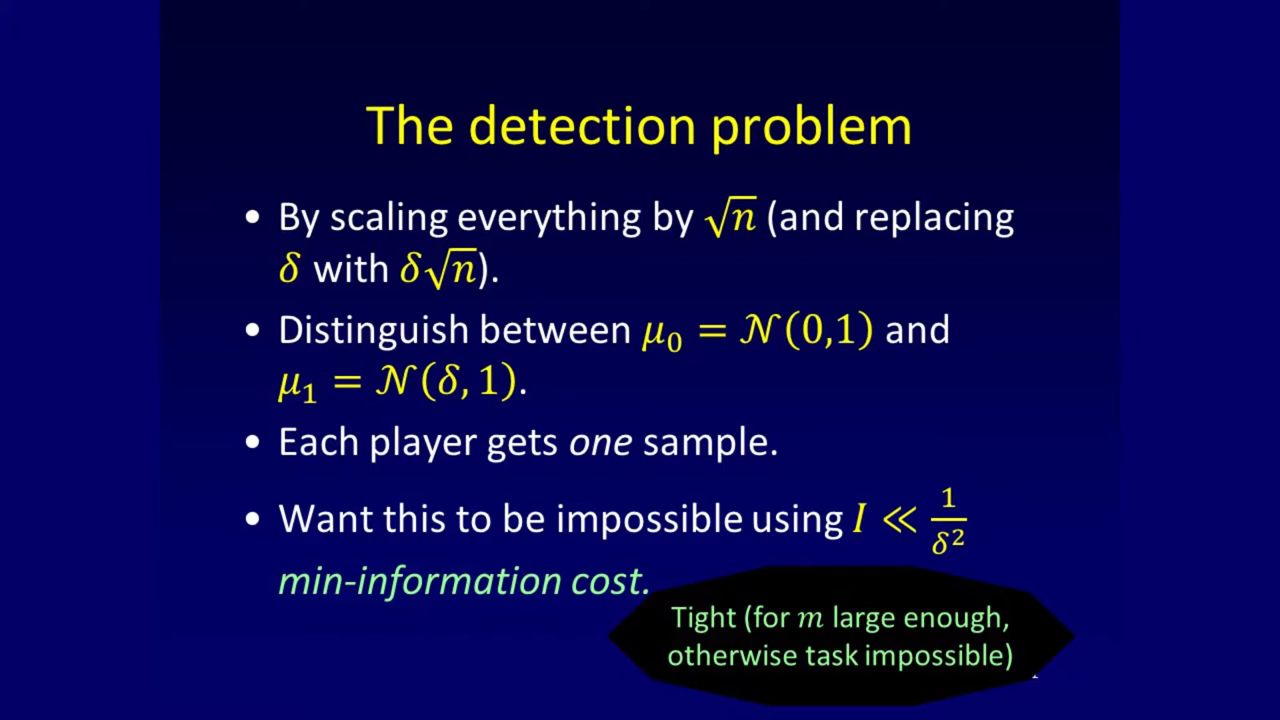 The detection problem
• By scaling everything by √n (and replacing
δ with δ√n).
• Distinguish between μ₀ = 𝒩(0,1) and
μ₁ = 𝒩(δ, 1).
• Each player gets one sample.
• Want this to be impossible using I ≪ 1/δ²
min-information cost.
Tight (for m large enough,
otherwise task impossible)